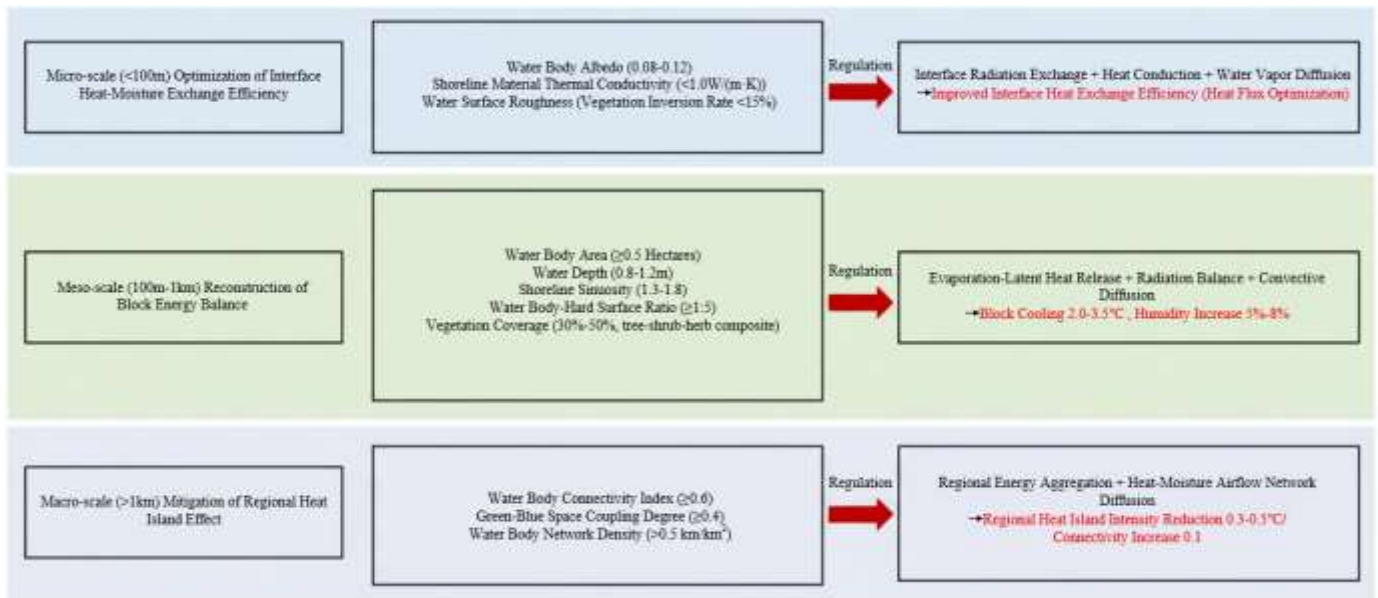 Micro-scale (<100m) Optimization of Interface
Heat-Moisture Exchange Efficiency
Water Body Albedo (0.08-0.12)
Shoreline Material Thermal Conductivity (<1.0W/(m·K))
Water Surface Roughness (Vegetation Inversion Rate <15%)
Regulation
Interface Radiation Exchange + Heat Conduction + Water Vapor Diffusion
→Improved Interface Heat Exchange Efficiency (Heat Flux Optimization)
Meso-scale (100m-1km) Reconstruction of
Block Energy Balance
Water Body Area (≥0.5 Hectares)
Water Depth (0.8-1.2m)
Shoreline Sinuosity (1.3-1.8)
Water Body-Hard Surface Ratio (≥1:5)
Vegetation Coverage (30%-50%, tree-shrub-herb composite)
Regulation
Evaporation-Latent Heat Release + Radiation Balance + Convective
Diffusion
→Block Cooling 2.0-3.5°C , Humidity Increase 5%-8%
Macro-scale (>1km) Mitigation of Regional Heat
Island Effect
Water Body Connectivity Index (≥0.6)
Green-Blue Space Coupling Degree (≥0.4)
Water Body Network Density (>0.5 km/km²)
Regulation
Regional Energy Aggregation + Heat-Moisture Airflow Network
Diffusion
→Regional Heat Island Intensity Reduction 0.3-0.5°C/
Connectivity Increase 0.1